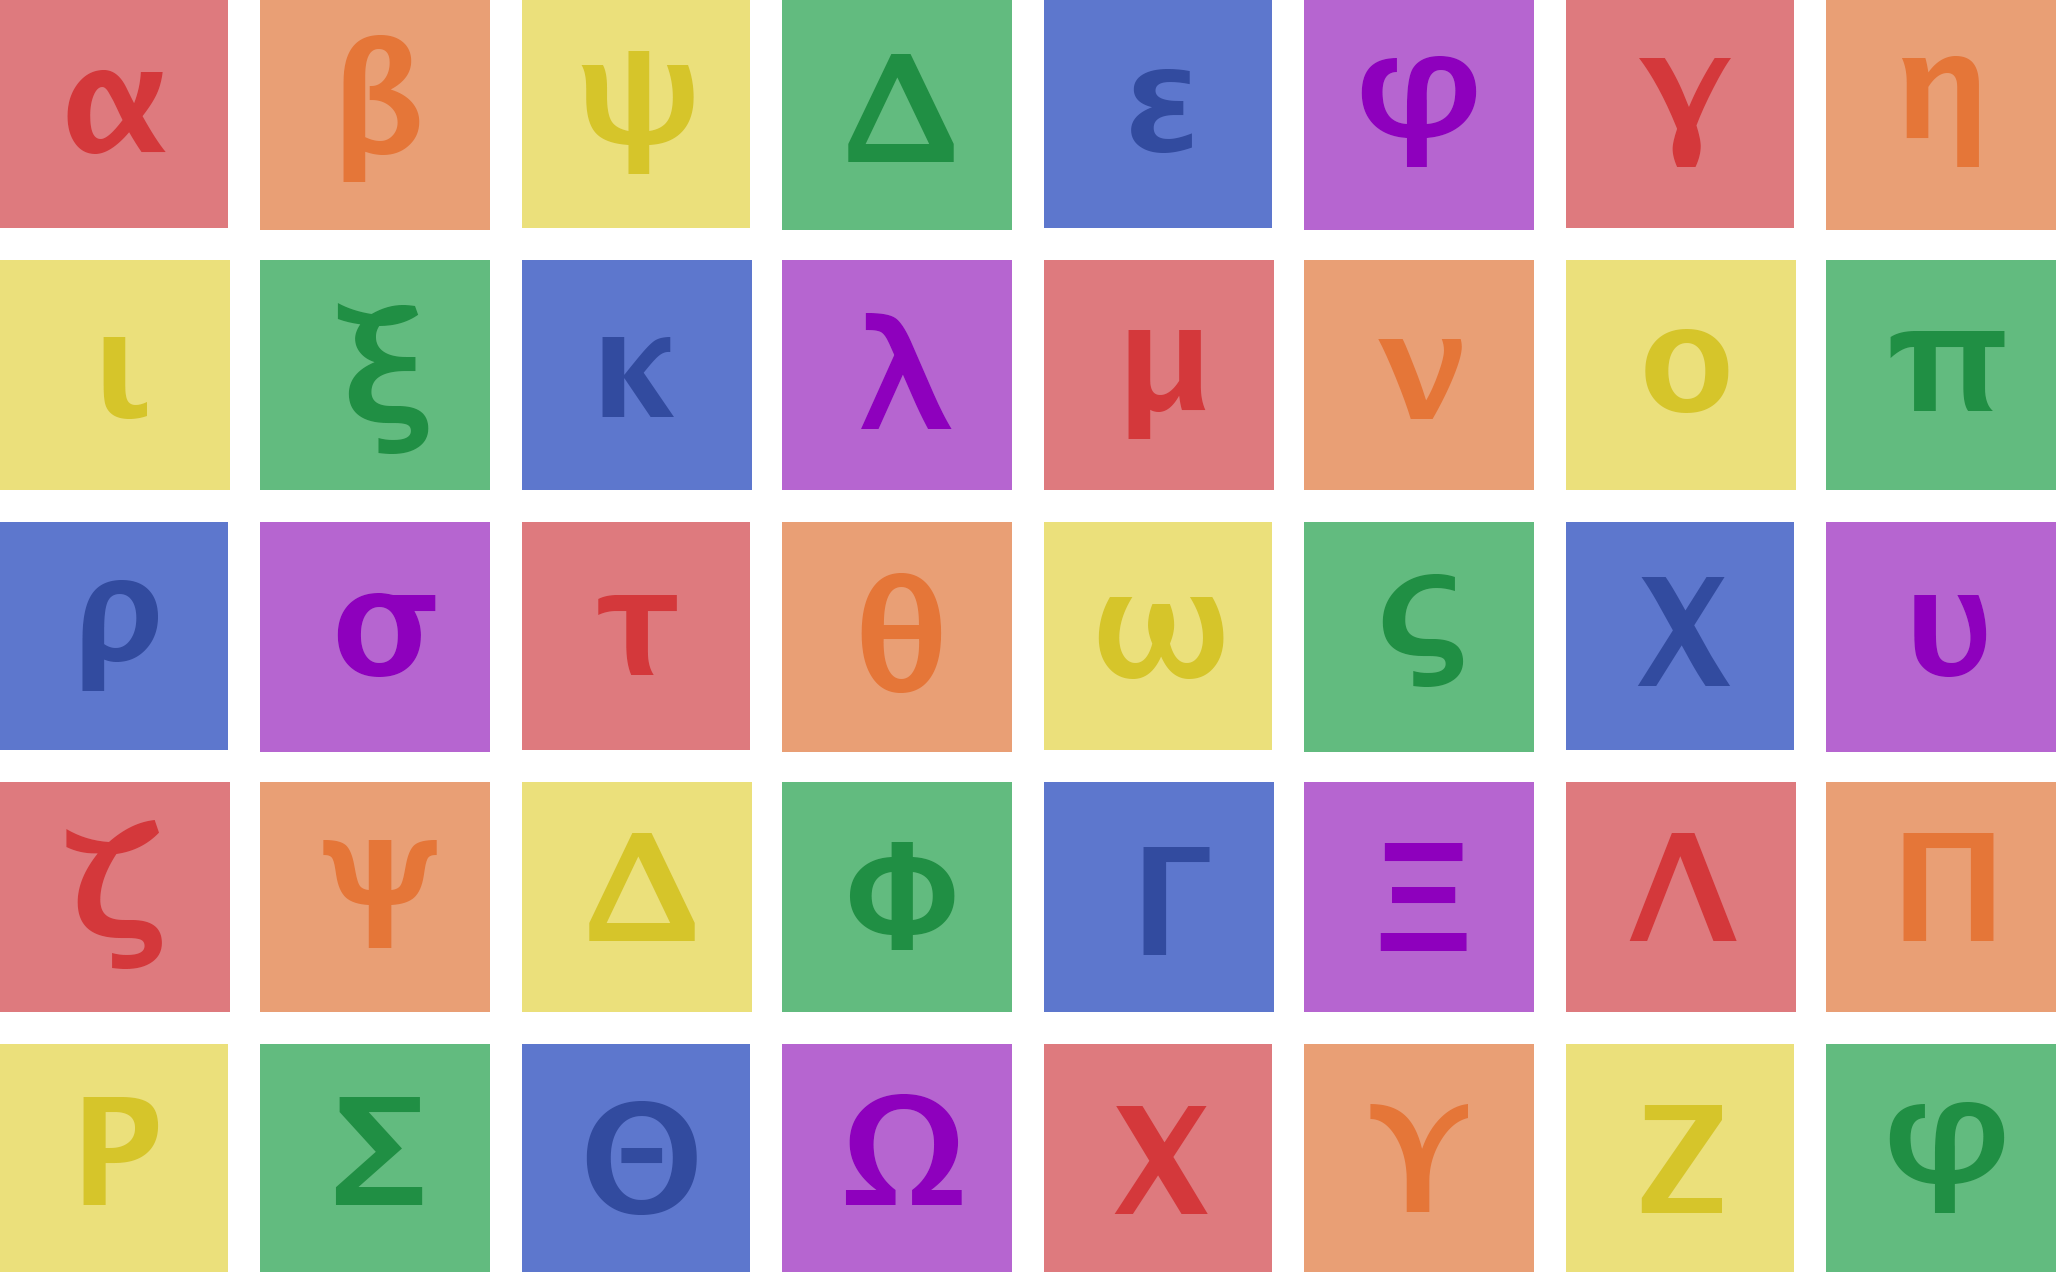 α β ψ Δ ε φ γ η
ι ξ κ λ μ ν ο π
ρ σ τ θ ω ς Χ υ
ζ Ψ Δ Φ Γ Ξ Λ Π
Ρ Σ Θ Ω Χ ϒ Ζ φ